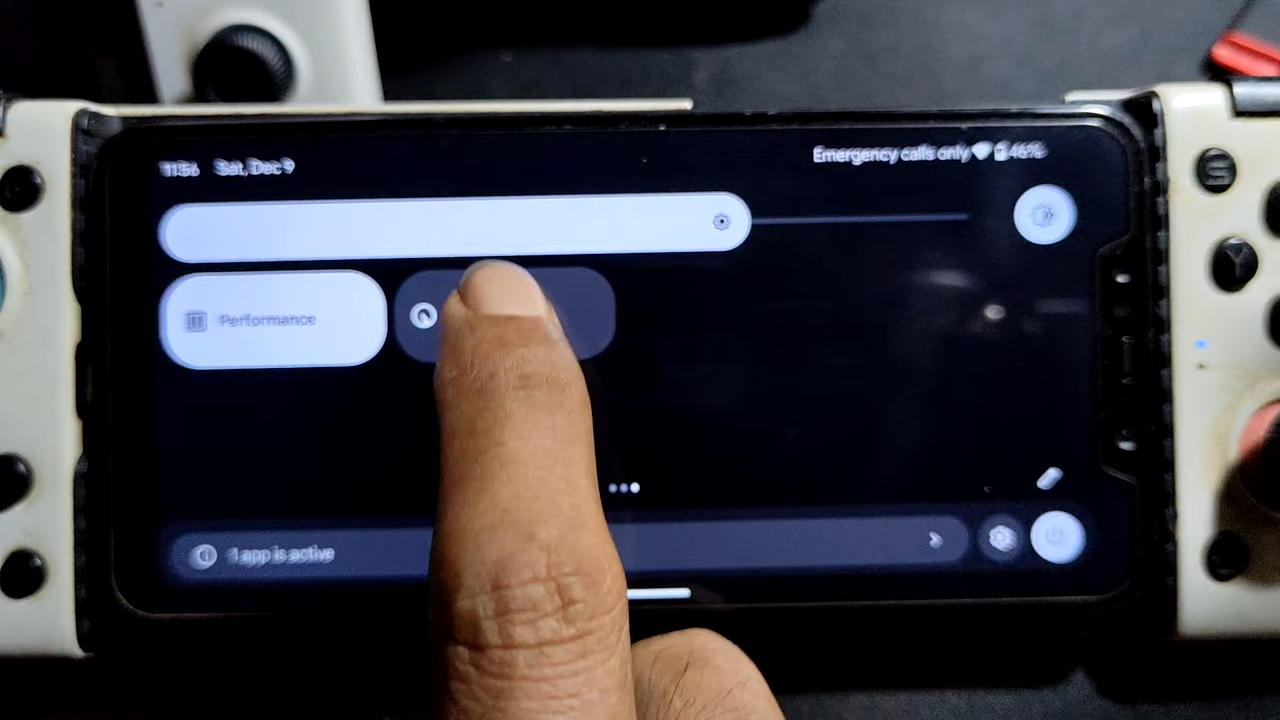 11:56 Sat, Dec 9
Emergency calls only 46%
Performance
1 app is active
S
Y